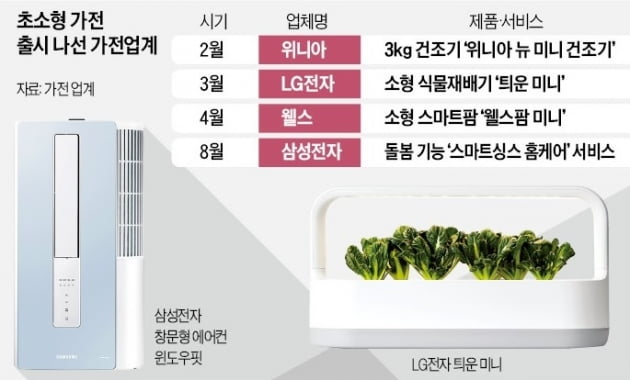 초소형 가전
출시 나선 가전업계
자료: 가전 업계
시기 업체명 제품·서비스
2월 위니아 3kg 건조기 ‘위니아 뉴 미니 건조기’
3월 LG전자 소형 식물재배기 ‘틔운 미니’
4월 웰스 소형 스마트팜 ‘웰스팜 미니’
8월 삼성전자 돌봄 기능 ‘스마트싱스 홈케어’ 서비스
SAMSUNG
삼성전자
창문형 에어컨
윈도우핏
LG전자 틔운 미니